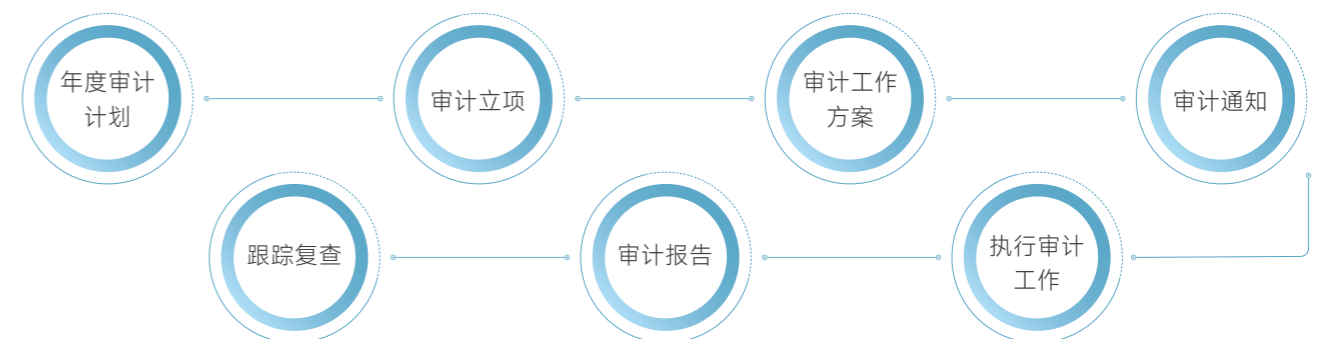 年度审计
计划
审计立项
审计工作
方案
审计通知
跟踪复查
审计报告
执行审计
工作